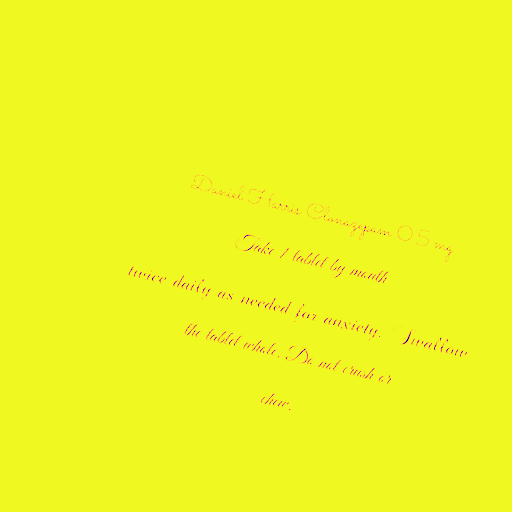 Daniel Harris Clonazepam 0.5 mg
Take 1 tablet by mouth
twice daily as needed for anxiety. Swallow
the tablet whole. Do not crush or
chew.